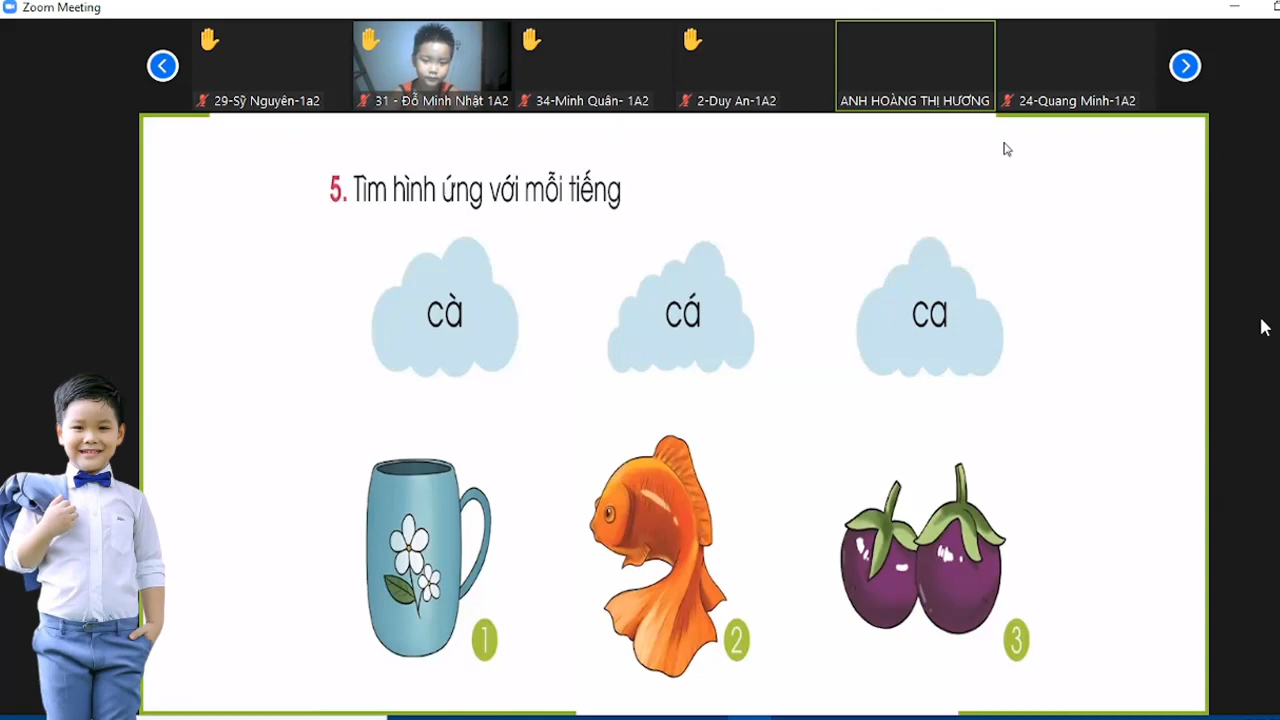 Zoom Meeting
29-Sỹ Nguyên-1a2
31 - Đỗ Minh Nhật 1A2
34-Minh Quân- 1A2
2-Duy An-1A2
ANH HOÀNG THỊ HƯƠNG
24-Quang Minh-1A2
5. Tìm hình ứng với mỗi tiếng
cà
cá
ca
1
2
3